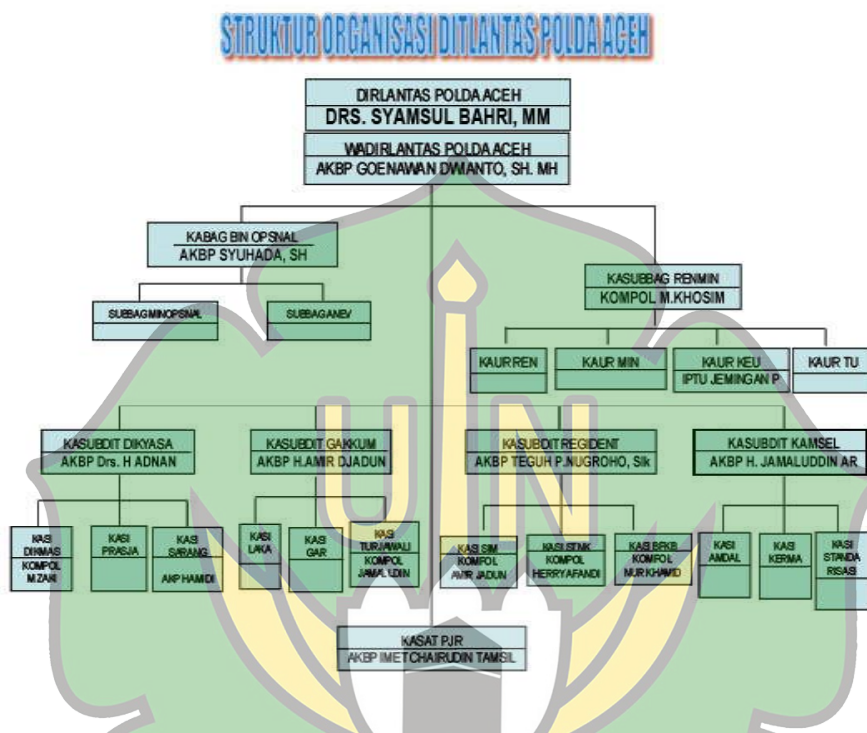 STRUKTUR ORGANISASI DITLANTAS POLDA ACEH
DIRLANTAS POLDA ACEH
DRS. SYAMSUL BAHRI, MM
WADIRLANTAS POLDA ACEH
AKBP GOENAWAN DWIANTO, SH. MH
KABAG BIN OPSNAL
AKBP SYUHADA, SH
KASUBBAG RENMIN
KOMPOL M.KHOSIM
SUBBAGMINOPSNAL
SUBBAGANEV
KAUR REN
KAUR MIN
KAUR KEU
IPTU JEMINGAN P
KAUR TU
KASUBDIT DIKYASA
AKBP Drs. H ADNAN
KASUBDIT GAKKUM
AKBP H.AMIR DJADUN
KASUBDIT REGIDENT
AKBP TEGUH P.NUGROHO, SIk
KASUBDIT KAMSEL
AKBP H. JAMALUDDIN AR.
KASI
DIKMAS
KOMPOL
M.ZAKI
KASI
PRASJA
KASI
SARANG
AKP HAMIDI
KASI
LAKA
KASI
GAR
KASI
TURJAWALI
KOMPOL
JAMALUDIN
KASI SIM
KOMPOL
AMIR JADUN
KASI STNK
KOMPOL
HERRY AFANDI
KASI BPKB
KOMPOL
NUR KHAMID
KASI
AMDAL
KASI
KERMA
KASI
STANDA
RISASI
KASAT PJR
AKBP IMET CHAIRUDIN TAMSIL
UIN